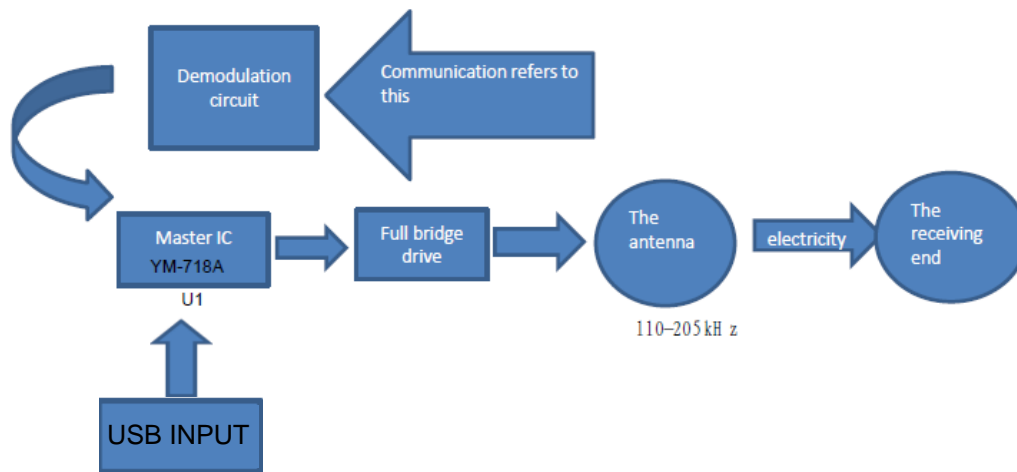 Demodulation
circuit
Communication refers to
this
Master IC
YM-718A
U1
Full bridge
drive
The
antenna
110-205kH z
electricity
The
receiving
end
USB INPUT